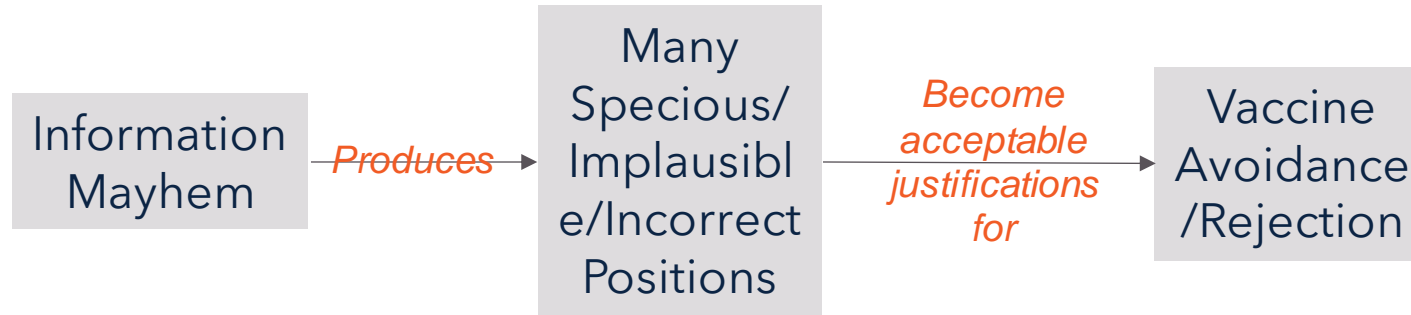 Information
Mayhem
Produces
Many
Specious/
Implausibl
e/Incorrect
Positions
Become
acceptable
justifications
for
Vaccine
Avoidance
/Rejection